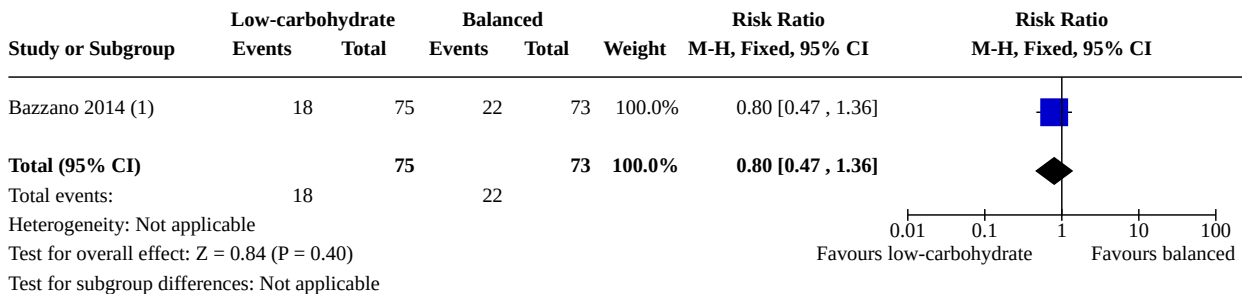 Low-carbohydrate Balanced Risk Ratio Risk Ratio
Study or Subgroup Events Total Events Total Weight M-H, Fixed, 95% CI M-H, Fixed, 95% CI
Bazzano 2014 (1) 18 75 22 73 100.0% 0.80 [0.47 , 1.36]
Total (95% CI) 75 73 100.0% 0.80 [0.47 , 1.36]
Total events: 18 22
Heterogeneity: Not applicable
0.01 0.1 1 10 100
Test for overall effect: Z = 0.84 (P = 0.40) Favours low-carbohydrate Favours balanced
Test for subgroup differences: Not applicable